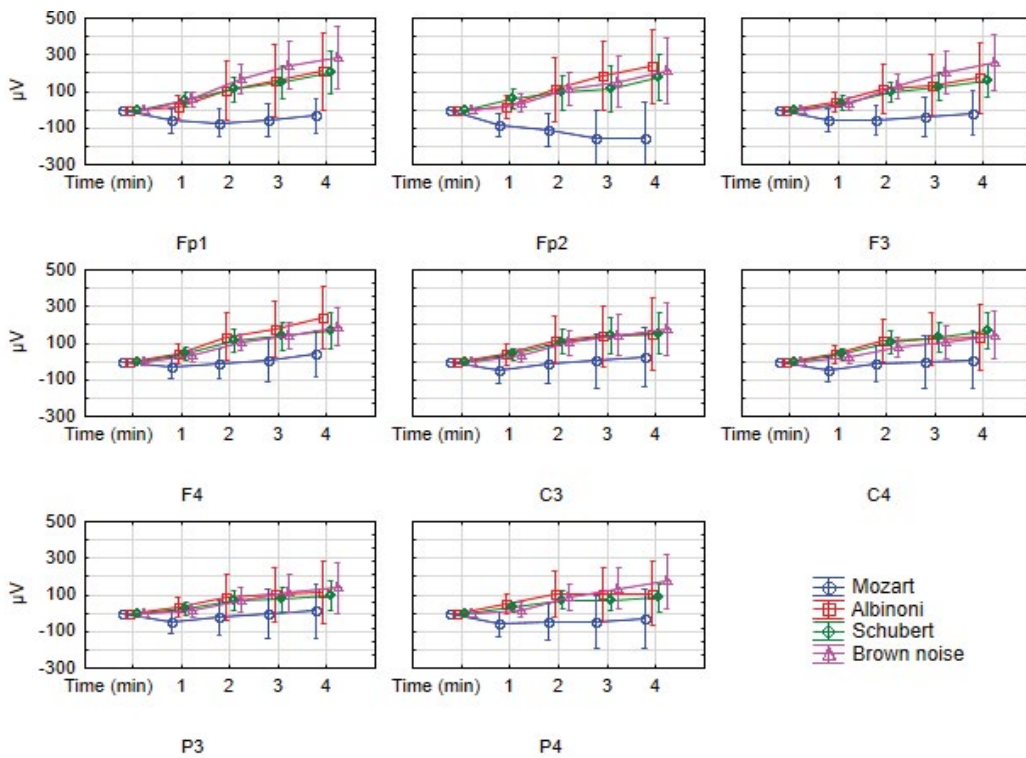 500
300
μV
100
-100
-300
Time (min) 1 2 3 4 Time (min) 1 2 3 4 Time (min) 1 2 3 4
Fp1 Fp2 F3
500
300
μV
100
-100
-300
Time (min) 1 2 3 4 Time (min) 1 2 3 4 Time (min) 1 2 3 4
F4 C3 C4
500
300
μV
100
-100
-300
Time (min) 1 2 3 4 Time (min) 1 2 3 4
Mozart
Albinoni
Schubert
Brown noise
P3 P4